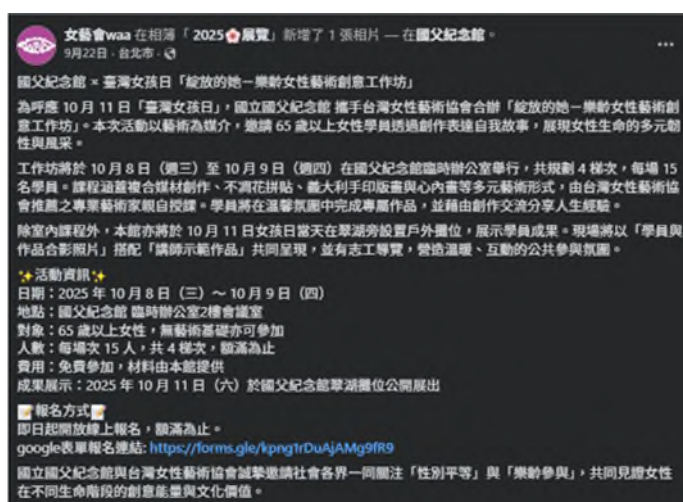 女藝會waa 在相簿「2025🌸展覽」新增了 1 張相片 — 在國父紀念館。
9月22日 · 台北市 ·
國父紀念館 × 臺灣女孩日「綻放的她—樂齡女性藝術創意工作坊」
為呼應 10 月 11 日「臺灣女孩日」，國立國父紀念館 攜手台灣女性藝術協會合辦「綻放的她—樂齡女性藝術創
意工作坊」。本次活動以藝術為媒介，邀請 65 歲以上女性學員透過創作表達自我故事，展現女性生命的多元韌
性與風采。
工作坊將於 10 月 8 日（週三）至 10 月 9 日（週四）在國父紀念館臨時辦公室舉行，共規劃 4 梯次，每場 15
名學員。課程涵蓋複合媒材創作、不凋花拼貼、義大利手印版畫與心內畫等多元藝術形式，由台灣女性藝術協
會推薦之專業藝術家親自授課。學員將在溫馨氛圍中完成專屬作品，並藉由創作交流分享人生經驗。
除室內課程外，本館亦將於 10 月 11 日女孩日當天在翠湖旁設置戶外攤位，展示學員成果。現場將以「學員與
作品合影照片」搭配「講師示範作品」共同呈現，並有志工導覽，營造溫暖、互動的公共參與氛圍。
✨活動資訊✨
日期：2025 年 10 月 8 日（三）～ 10 月 9 日（四）
地點：國父紀念館 臨時辦公室2樓會議室
對象：65 歲以上女性，無藝術基礎亦可參加
人數：每場次 15 人，共 4 梯次，額滿為止
費用：免費參加，材料由本館提供
成果展示：2025 年 10 月 11 日（六）於國父紀念館翠湖攤位公開展出
📝報名方式📝
即日起開放線上報名，額滿為止。
google表單報名連結: https://forms.gle/kpng1rDuAjAMg9fR9
國立國父紀念館與台灣女性藝術協會誠摯邀請社會各界一同關注「性別平等」與「樂齡參與」，共同見證女性
在不同生命階段的創意能量與文化價值。